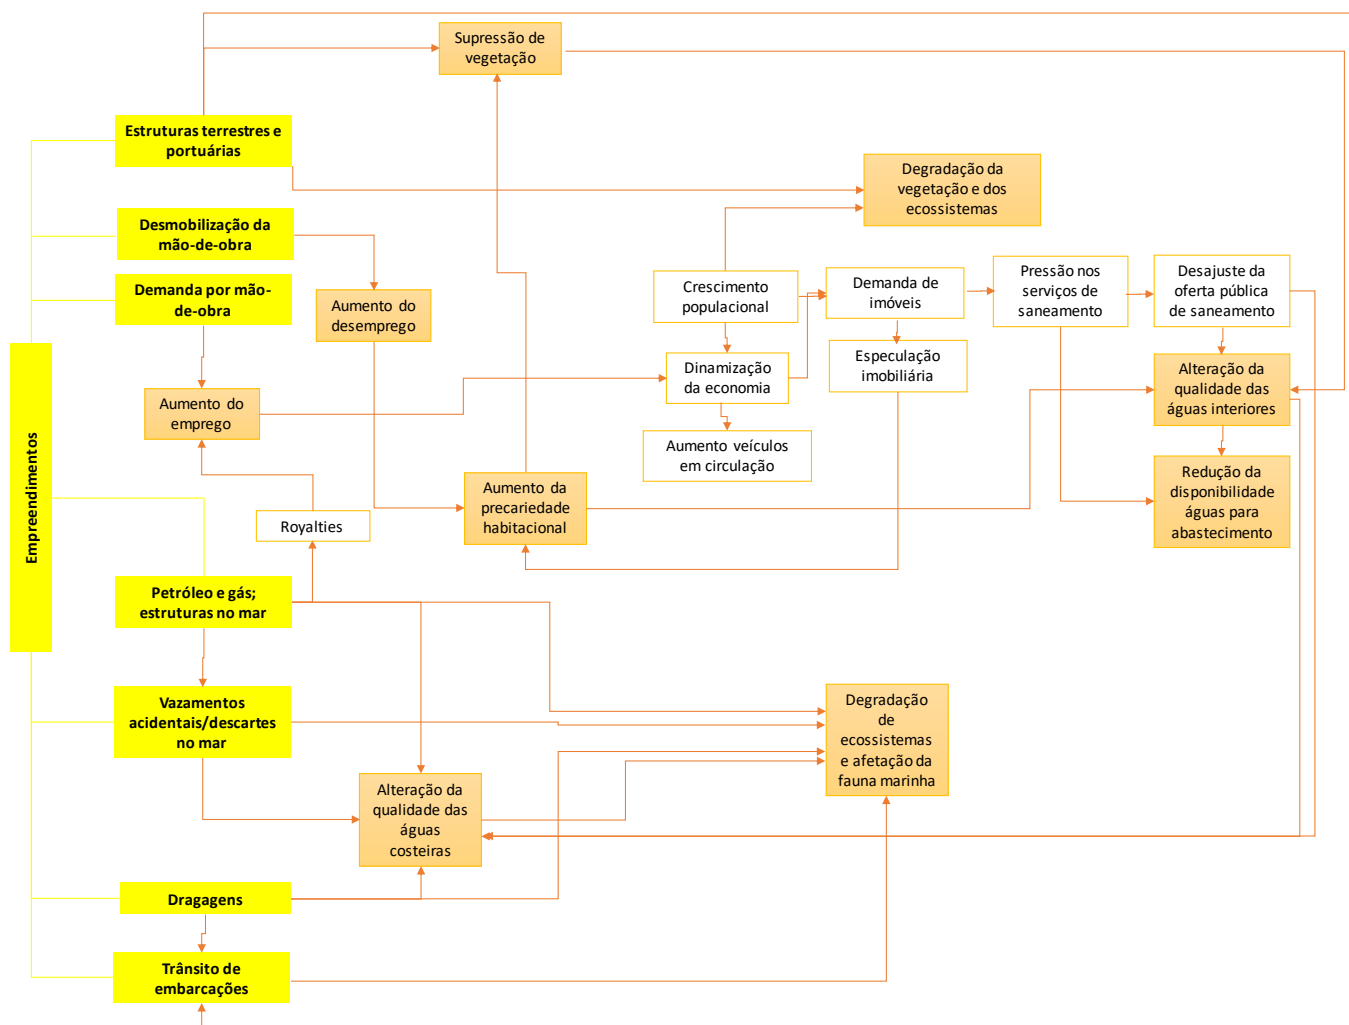 Supressão de
vegetação
Estruturas terrestres e
portuárias
Degradação da
vegetação e dos
ecossistemas
Desmobilização da
mão-de-obra
Demanda por mão-
de-obra
Aumento do
desemprego
Crescimento
populacional
Demanda de
imóveis
Pressão nos
serviços de
saneamento
Desajuste da
oferta pública
de saneamento
Dinamização
da economia
Especulação
imobiliária
Alteração da
qualidade das
águas interiores
Aumento do
emprego
Aumento veículos
em circulação
Empreendimentos
Aumento da
precariedade
habitacional
Redução da
disponibilidade
águas para
abastecimento
Royalties
Petróleo e gás;
estruturas no mar
Vazamentos
acidentais/descartes
no mar
Degradação
de
ecossistemas
e afetação da
fauna marinha
Alteração da
qualidade das
águas
costeiras
Dragagens
Trânsito de
embarcações